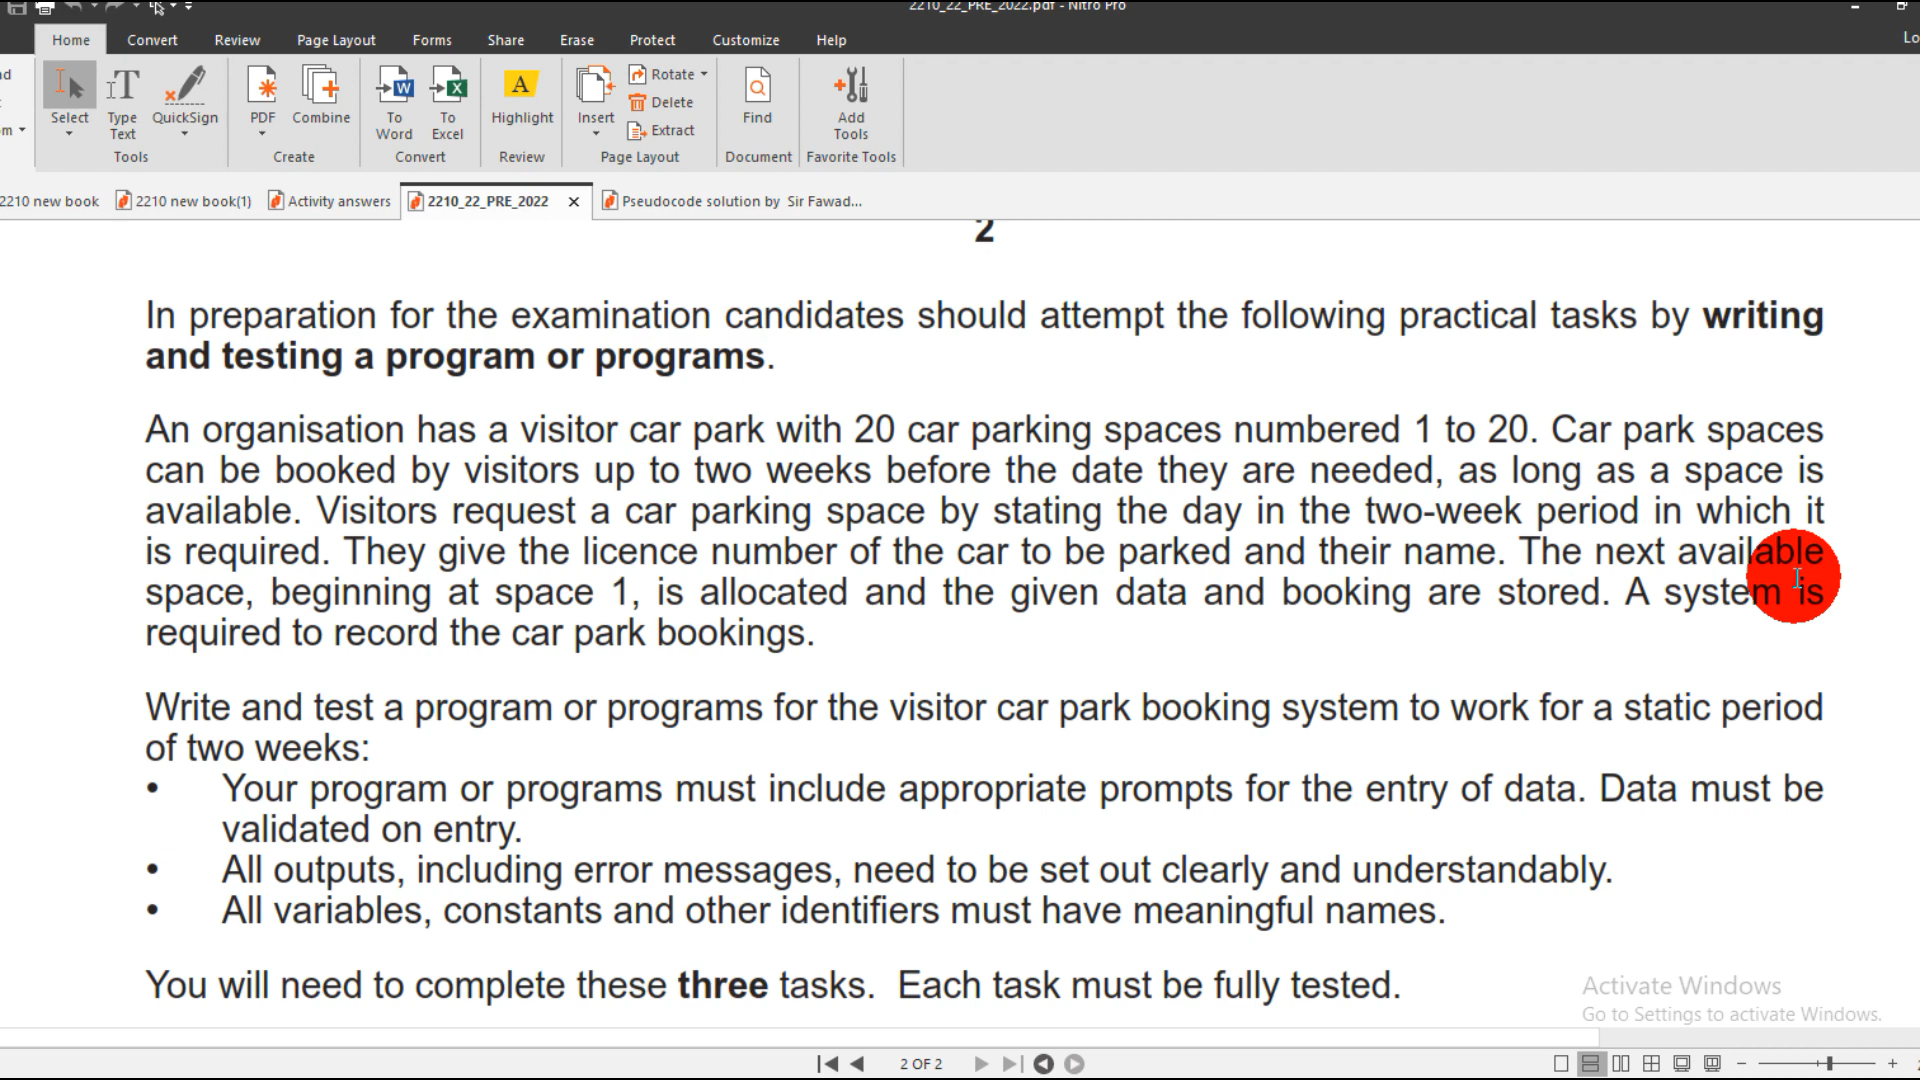 2210_22_PRE_2022.pdf - Nitro Pro
Home Convert Review Page Layout Forms Share Erase Protect Customize Help
Select Type Text QuickSign PDF Combine To Word To Excel Highlight Insert Rotate Delete Extract Find Add Tools
Tools Create Convert Review Page Layout Document Favorite Tools
2210 new book 2210 new book(1) Activity answers 2210_22_PRE_2022 Pseudocode solution by Sir Fawad...
2
In preparation for the examination candidates should attempt the following practical tasks by writing
and testing a program or programs.
An organisation has a visitor car park with 20 car parking spaces numbered 1 to 20. Car park spaces
can be booked by visitors up to two weeks before the date they are needed, as long as a space is
available. Visitors request a car parking space by stating the day in the two-week period in which it
is required. They give the licence number of the car to be parked and their name. The next available
space, beginning at space 1, is allocated and the given data and booking are stored. A system is
required to record the car park bookings.
Write and test a program or programs for the visitor car park booking system to work for a static period
of two weeks:
• Your program or programs must include appropriate prompts for the entry of data. Data must be
validated on entry.
• All outputs, including error messages, need to be set out clearly and understandably.
• All variables, constants and other identifiers must have meaningful names.
You will need to complete these three tasks. Each task must be fully tested.
Activate Windows
Go to Settings to activate Windows.
2 OF 2